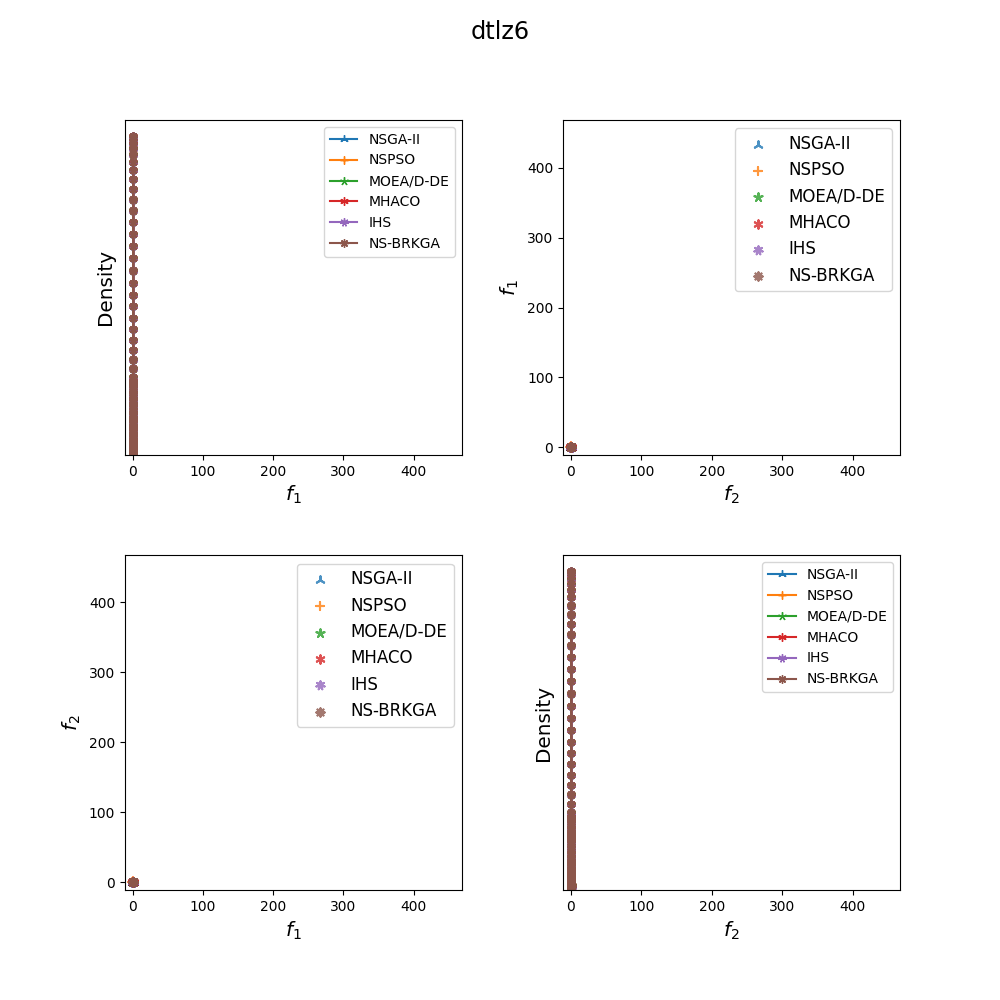 dtlz6
Density
NSGA-II
NSPSO
MOEA/D-DE
MHACO
IHS
NS-BRKGA
0 100 200 300 400
f1
f1
400
300
200
100
0
NSGA-II
NSPSO
MOEA/D-DE
MHACO
IHS
NS-BRKGA
0 100 200 300 400
f2
f2
400
300
200
100
0
NSGA-II
NSPSO
MOEA/D-DE
MHACO
IHS
NS-BRKGA
0 100 200 300 400
f1
Density
NSGA-II
NSPSO
MOEA/D-DE
MHACO
IHS
NS-BRKGA
0 100 200 300 400
f2